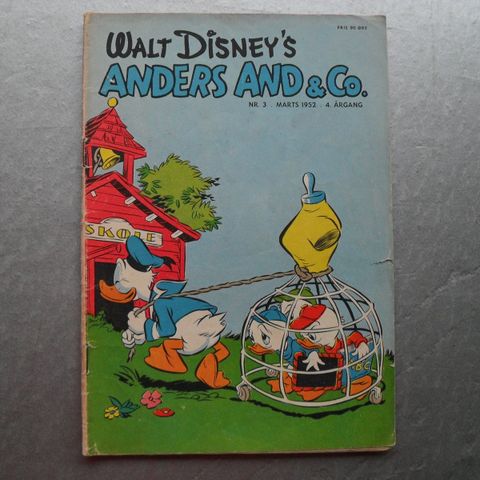 PRIS 90 ØRE
WALT DISNEY'S
ANDERS AND & CO.
NR. 3 . MARTS 1952 . 4. ÅRGANG
SKOLE